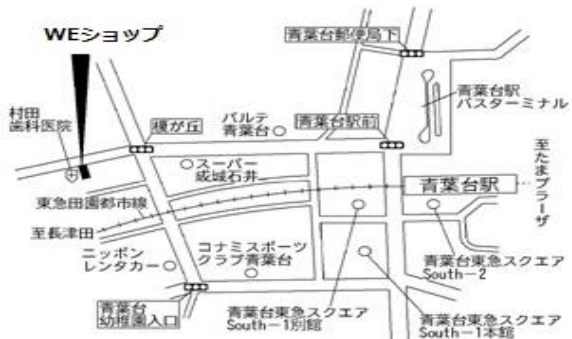 WEショップ
青葉台郵便局下
村田
歯科医院
榎が丘
バルテ
青葉台
青葉台駅前
青葉台駅
バスターミナル
スーパー
成城石井
至たまプラーザ
東急田園都市線
青葉台駅
至長津田
ニッポン
レンタカー
コナミスポーツ
クラブ青葉台
青葉台東急スクエア
South-2
青葉台
幼稚園入口
青葉台東急スクエア
South-1別館
青葉台東急スクエア
South-1本館